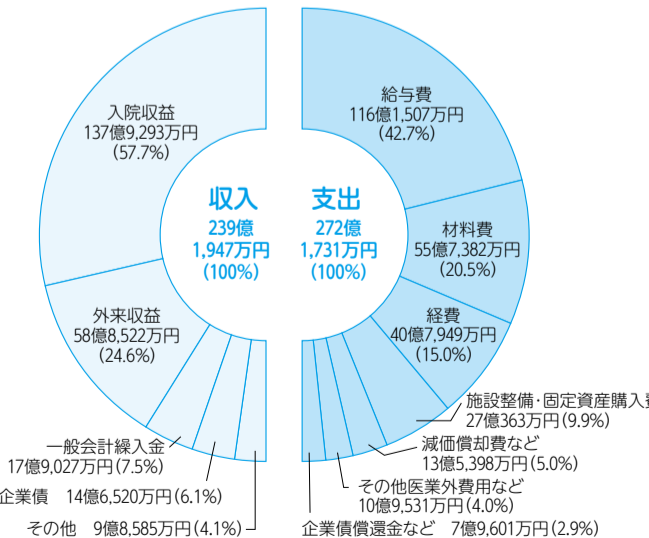 入院収益
137億9,293万円
(57.7%)
外来収益
58億8,522万円
(24.6%)
一般会計繰入金
17億9,027万円(7.5%)
企業債 14億6,520万円(6.1%)
その他 9億8,585万円(4.1%)
収入
239億
1,947万円
(100%)
支出
272億
1,731万円
(100%)
給与費
116億1,507万円
(42.7%)
材料費
55億7,382万円
(20.5%)
経費
40億7,949万円
(15.0%)
施設整備・固定資産購入費
27億363万円(9.9%)
減価償却費など
13億5,398万円(5.0%)
その他医業外費用など
10億9,531万円(4.0%)
企業債償還金など 7億9,601万円(2.9%)